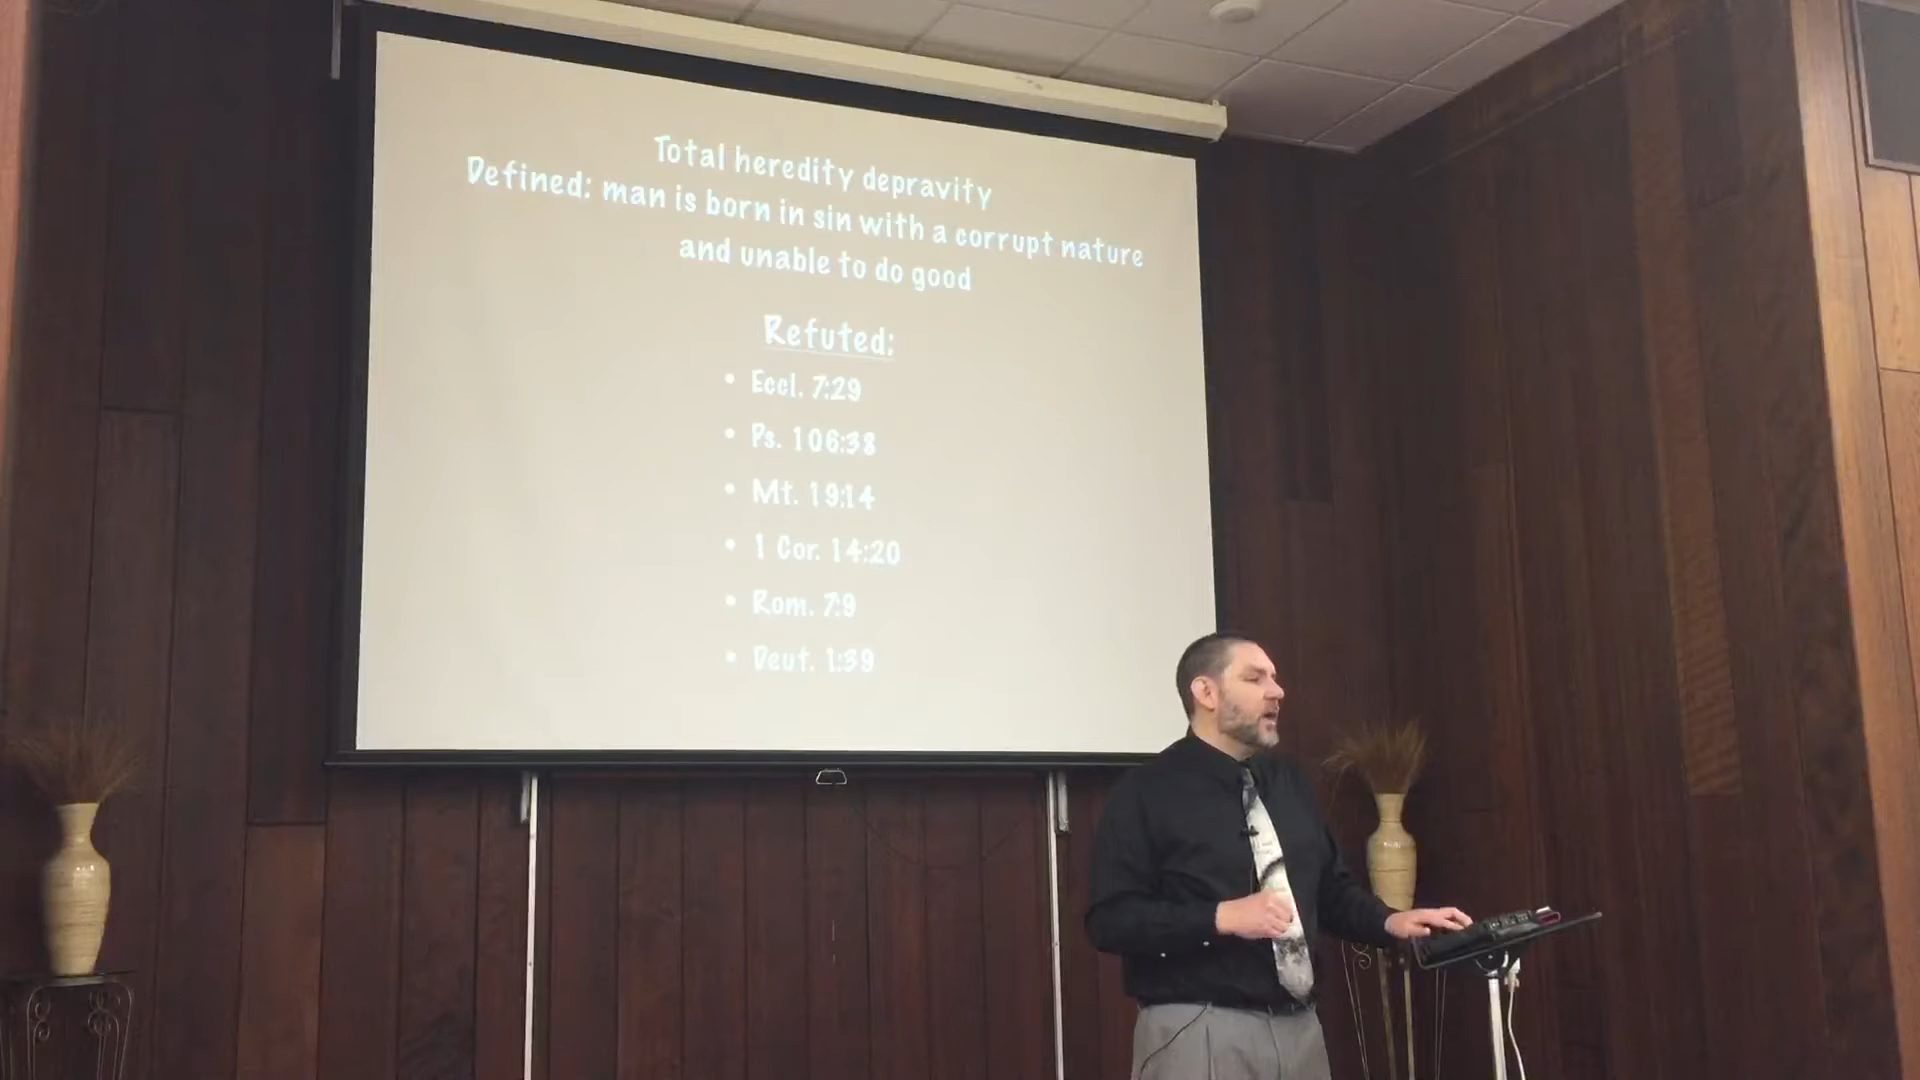 Total heredity depravity
Defined: man is born in sin with a corrupt nature
and unable to do good
Refuted:
• Eccl. 7:29
• Ps. 106:38
• Mt. 19:14
• 1 Cor. 14:20
• Rom. 7:9
• Deut. 1:39